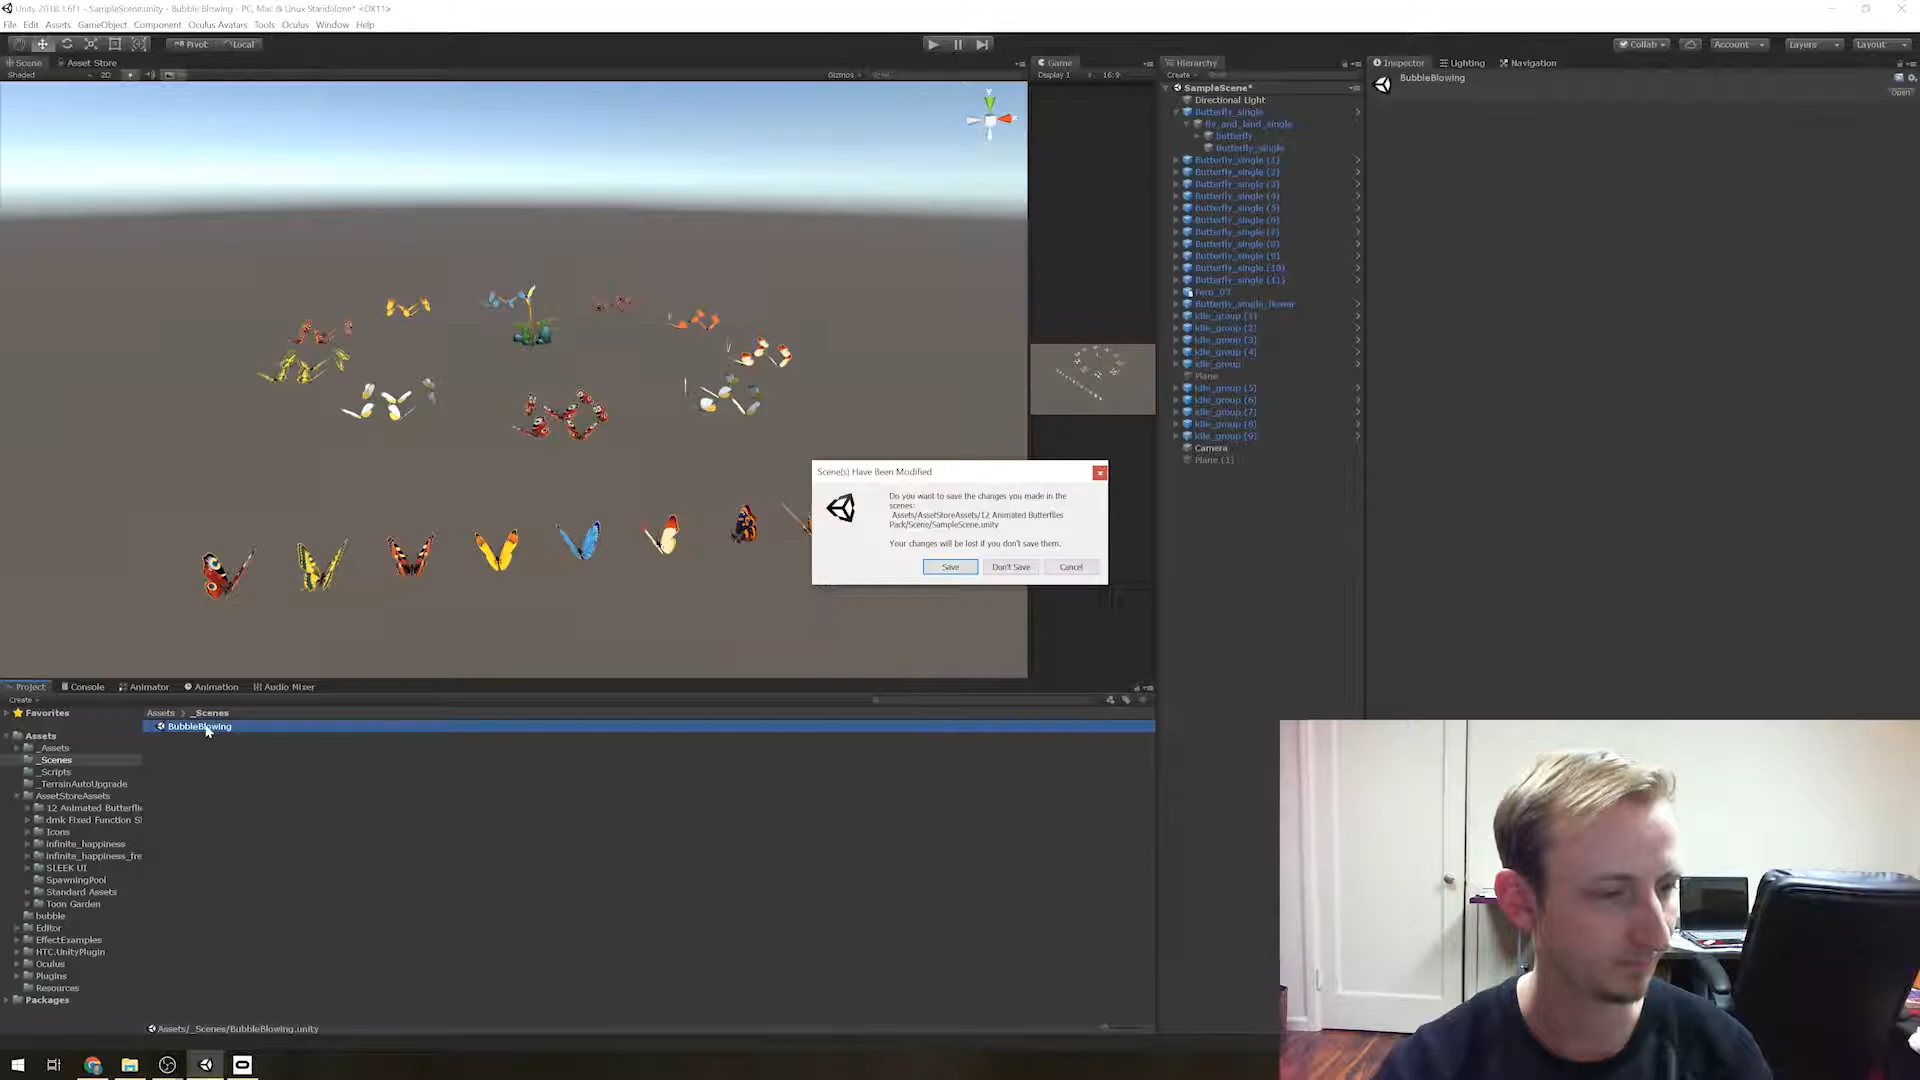 Unity 2018.3.6f1 - SampleScene.unity - Bubble Blowing - PC, Mac & Linux Standalone* <DX11>
File Edit Assets GameObject Component Oculus Avatars Tools Oculus Window Help
Pivot Local
Collab Account Layers Layout
Scene Asset Store
Shaded 2D Gizmos
Game
Display 1 16:9
Hierarchy
Create
SampleScene*
Directional Light
Butterfly_single
fly_and_land_single
butterfly
Butterfly_single
Butterfly_single (1)
Butterfly_single (2)
Butterfly_single (3)
Butterfly_single (4)
Butterfly_single (5)
Butterfly_single (6)
Butterfly_single (7)
Butterfly_single (8)
Butterfly_single (9)
Butterfly_single (10)
Butterfly_single (11)
Butterfly_single_flower
Idle_group (1)
Idle_group (2)
Idle_group (3)
Idle_group (4)
Idle_group
Plane
Idle_group (5)
Idle_group (6)
Idle_group (7)
Idle_group (8)
Idle_group (9)
Camera
Plane (1)
Inspector Lighting Navigation
BubbleBlowing
Open
Y
x
Scene(s) Have Been Modified
Do you want to save the changes you made in the
scenes:
Assets/AssetStoreAssets/12 Animated Butterflies
Pack/Scene/SampleScene.unity
Your changes will be lost if you don't save them.
Save Don't Save Cancel
Project Console Animator Animation Audio Mixer
Create
Favorites
Assets
_Assets
_Scenes
_Scripts
_TerrainAutoUpgrade
AssetStoreAssets
12 Animated Butterflie
dmk Fixed Function S
Icons
infinite_happiness
infinite_happiness_fre
SLEEK UI
SpawningPool
Standard Assets
Toon Garden
bubble
Editor
EffectExamples
HTC.UnityPlugin
Oculus
Plugins
Resources
Packages
Assets > _Scenes
BubbleBlowing
Assets/_Scenes/BubbleBlowing.unity